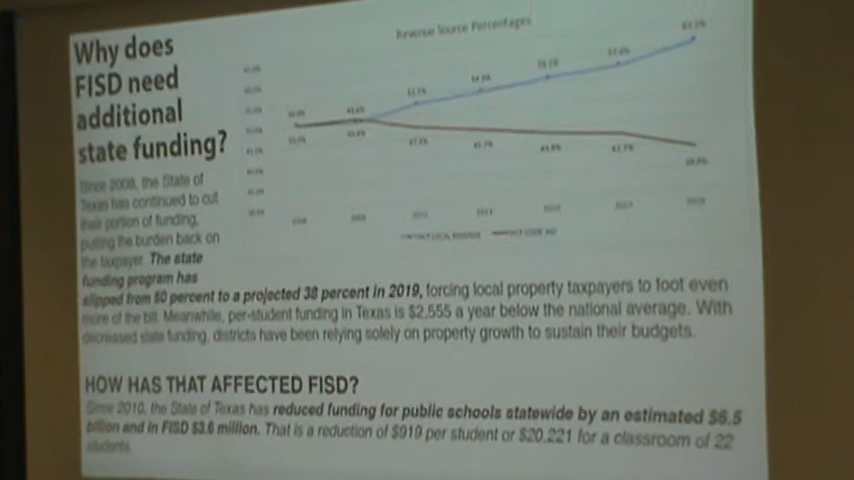 Why does
FISD need
additional
state funding?
Since 2008, the State of
Texas has continued to cut
their portion of funding,
putting the burden back on
the taxpayer. The state
funding program has
slipped from 50 percent to a projected 38 percent in 2019, forcing local property taxpayers to foot even
more of the bill. Meanwhile, per-student funding in Texas is $2,555 a year below the national average. With
decreased state funding, districts have been relying solely on property growth to sustain their budgets.
Revenue Source Percentages
HOW HAS THAT AFFECTED FISD?
Since 2010, the State of Texas has reduced funding for public schools statewide by an estimated $6.5
billion and in FISD $3.6 million. That is a reduction of $919 per student or $20,221 for a classroom of 22
students.